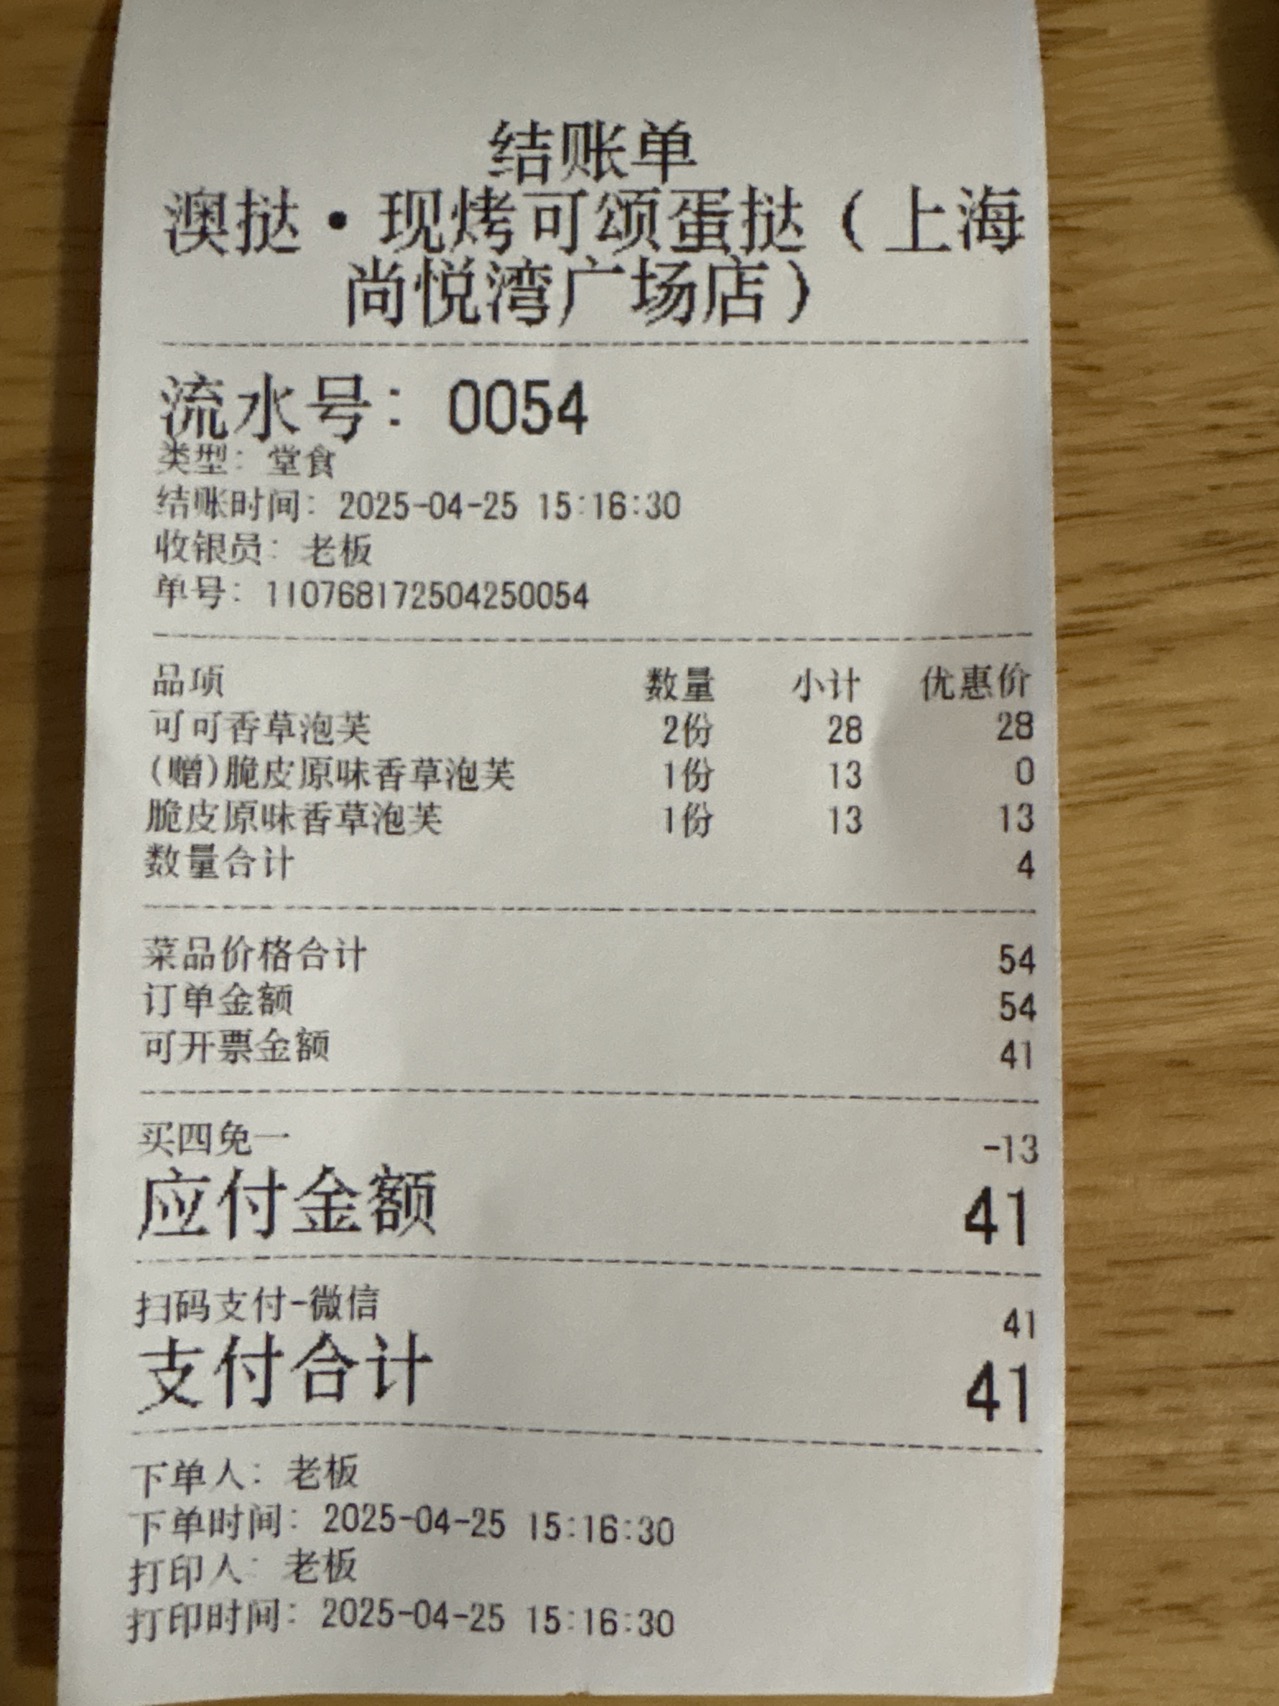 结账单
澳挞·现烤可颂蛋挞（上海
尚悦湾广场店）
流水号：0054
类型：堂食
结账时间：2025-04-25 15:16:30
收银员：老板
单号：110768172504250054
品项 数量 小计 优惠价
可可香草泡芙 2份 28 28
(赠)脆皮原味香草泡芙 1份 13 0
脆皮原味香草泡芙 1份 13 13
数量合计 4
菜品价格合计 54
订单金额 54
可开票金额 41
买四免一 -13
应付金额 41
扫码支付-微信 41
支付合计 41
下单人：老板
下单时间：2025-04-25 15:16:30
打印人：老板
打印时间：2025-04-25 15:16:30